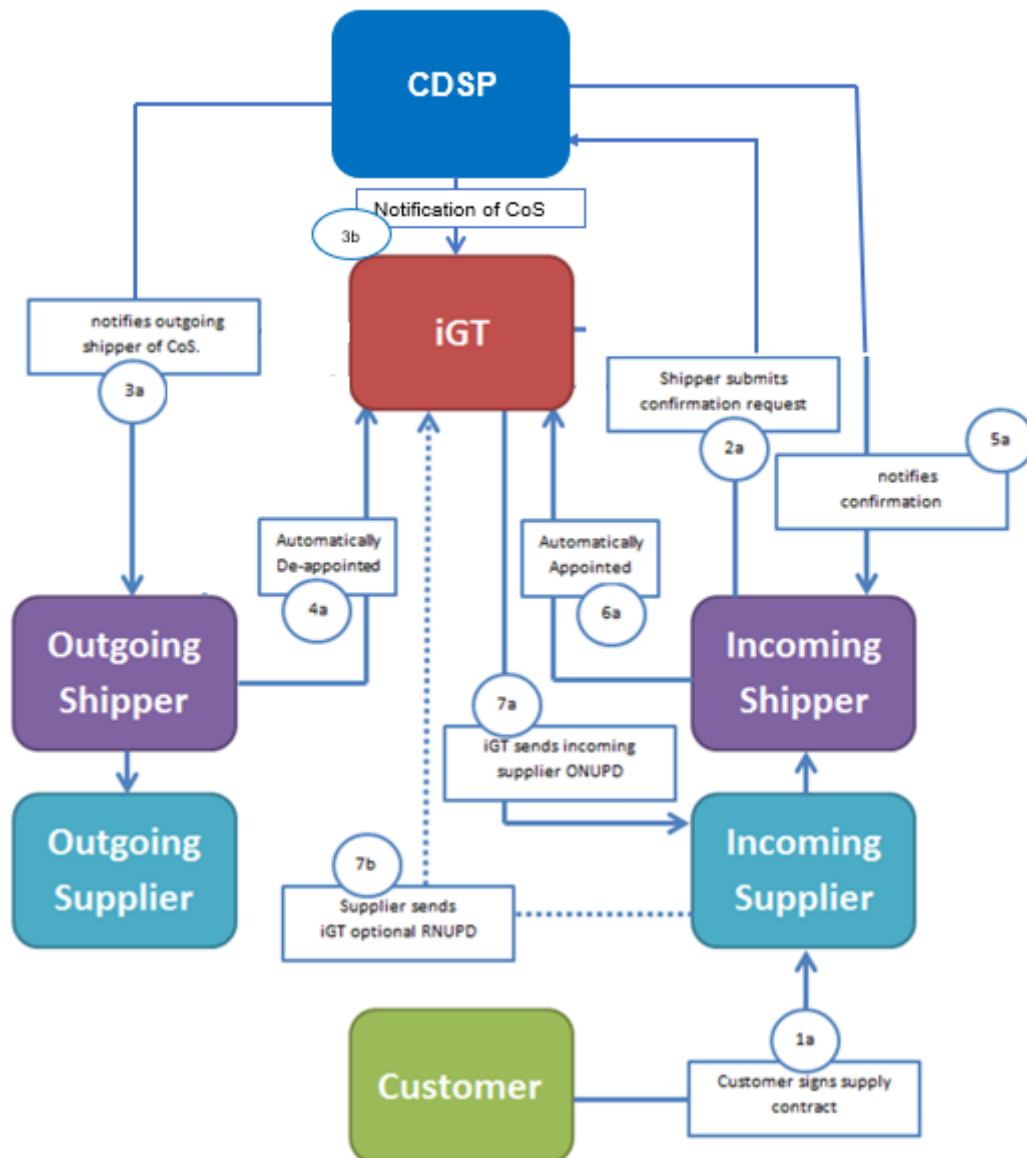 CDSP
Notification of CoS
3b
iGT
notifies outgoing
shipper of CoS.
3a
Shipper submits
confirmation request
2a
5a
notifies
confirmation
Automatically
De-appointed
4a
Automatically
Appointed
6a
Outgoing
Shipper
Incoming
Shipper
7a
iGT sends incoming
supplier ONUPD
Outgoing
Supplier
Incoming
Supplier
7b
Supplier sends
iGT optional RNUPD
Customer
1a
Customer signs supply
contract